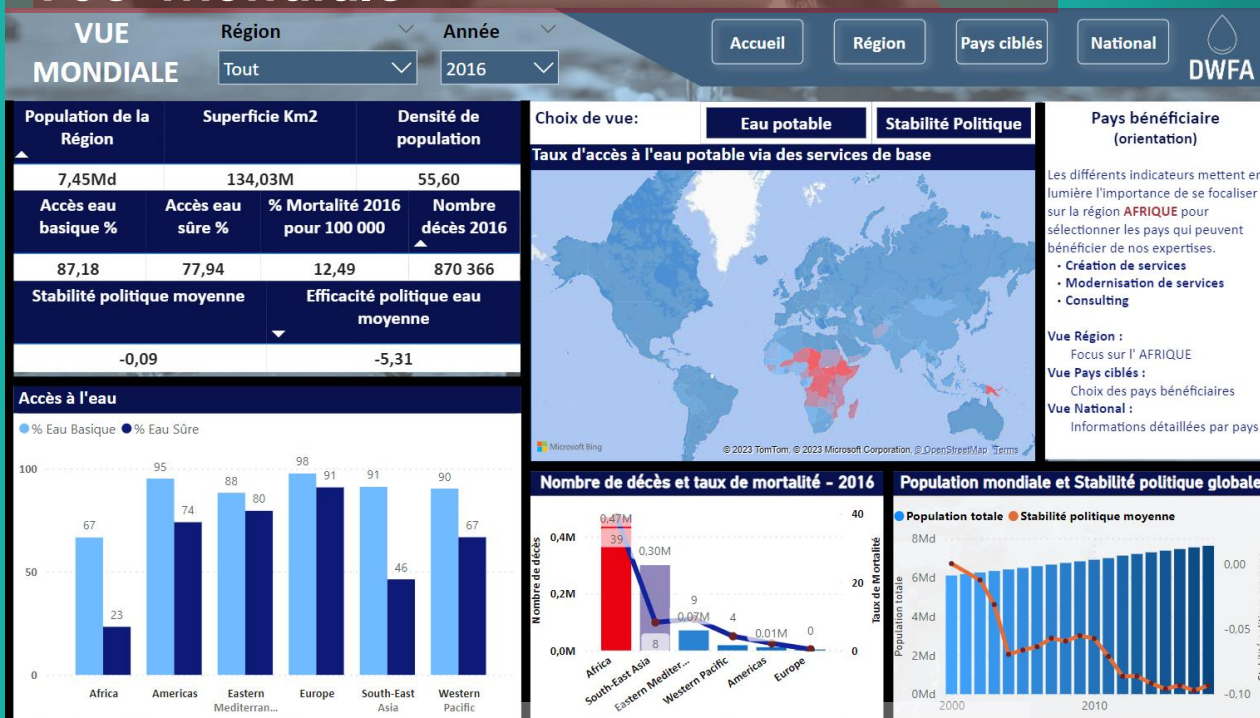 VUE
MONDIALE
Région
Tout
Année
2016
Accueil
Région
Pays ciblés
National
DWFA
Population de la
Région
Superficie Km2
Densité de
population
7,45Md
134,03M
55,60
Accès eau
basique %
Accès eau
sûre %
% Mortalité 2016
pour 100 000
Nombre
décès 2016
87,18
77,94
12,49
870 366
Stabilité politique moyenne
Efficacité politique eau
moyenne
-0,09
-5,31
Choix de vue:
Eau potable
Stabilité Politique
Taux d'accès à l'eau potable via des services de base
Microsoft Bing
© 2023 TomTom, © 2023 Microsoft Corporation, © OpenStreetMap Terms
Pays bénéficiaire
(orientation)
Les différents indicateurs mettent en
lumière l'importance de se focaliser
sur la région AFRIQUE pour
sélectionner les pays qui peuvent
bénéficier de nos expertises.
• Création de services
• Modernisation de services
• Consulting
Vue Région :
Focus sur l' AFRIQUE
Vue Pays ciblés :
Choix des pays bénéficiaires
Vue National :
Informations détaillées par pays
Accès à l'eau
% Eau Basique % Eau Sûre
100
50
0
67
23
95
74
88
80
98
91
91
46
90
67
Africa
Americas
Eastern
Mediterran...
Europe
South-East
Asia
Western
Pacific
Nombre de décès et taux de mortalité - 2016
Nombre de décès
0,4M
0,2M
0,0M
0,47M
39
0,30M
8
9
0,07M
4
0,01M
0
40
20
0
Taux de Mortalité
Africa
South-East Asia
Eastern Mediter...
Western Pacific
Americas
Europe
Population mondiale et Stabilité politique globale
Population totale Stabilité politique moyenne
Population totale
8Md
6Md
4Md
2Md
0Md
0,00
-0,05
-0,10
2000
2010